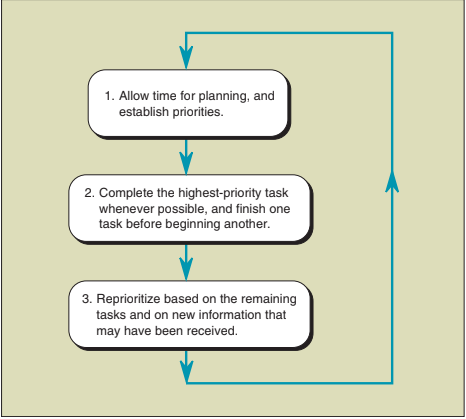 1. Allow time for planning, and
establish priorities.
2. Complete the highest-priority task
whenever possible, and finish one
task before beginning another.
3. Reprioritize based on the remaining
tasks and on new information that
may have been received.